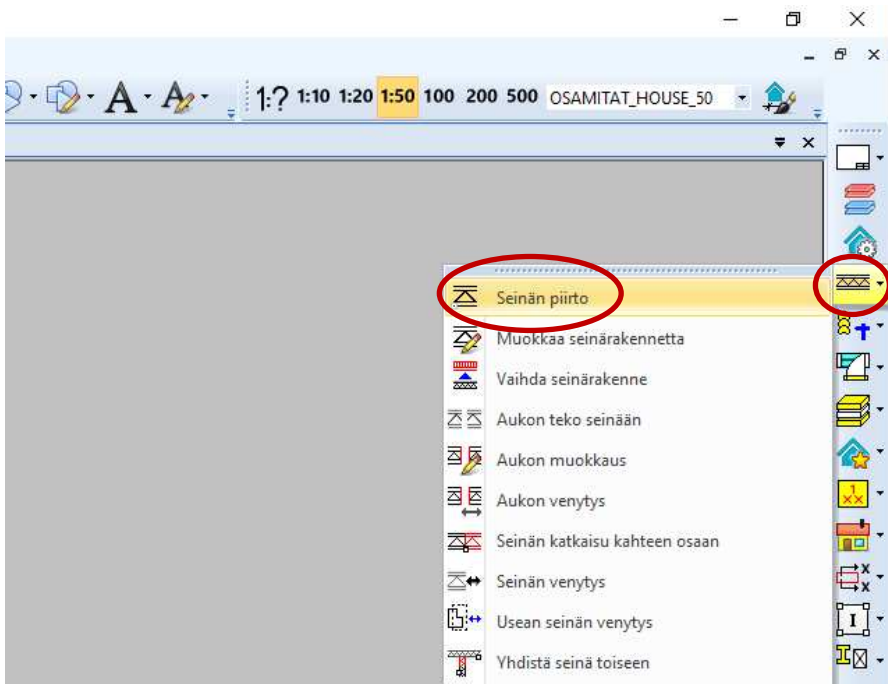 1:? 1:10 1:20 1:50 100 200 500 OSAMITAT_HOUSE_50
Seinän piirto
Muokkaa seinärakennetta
Vaihda seinärakenne
Aukon teko seinään
Aukon muokkaus
Aukon venytys
Seinän katkaisu kahteen osaan
Seinän venytys
Usean seinän venytys
Yhdistä seinä toiseen